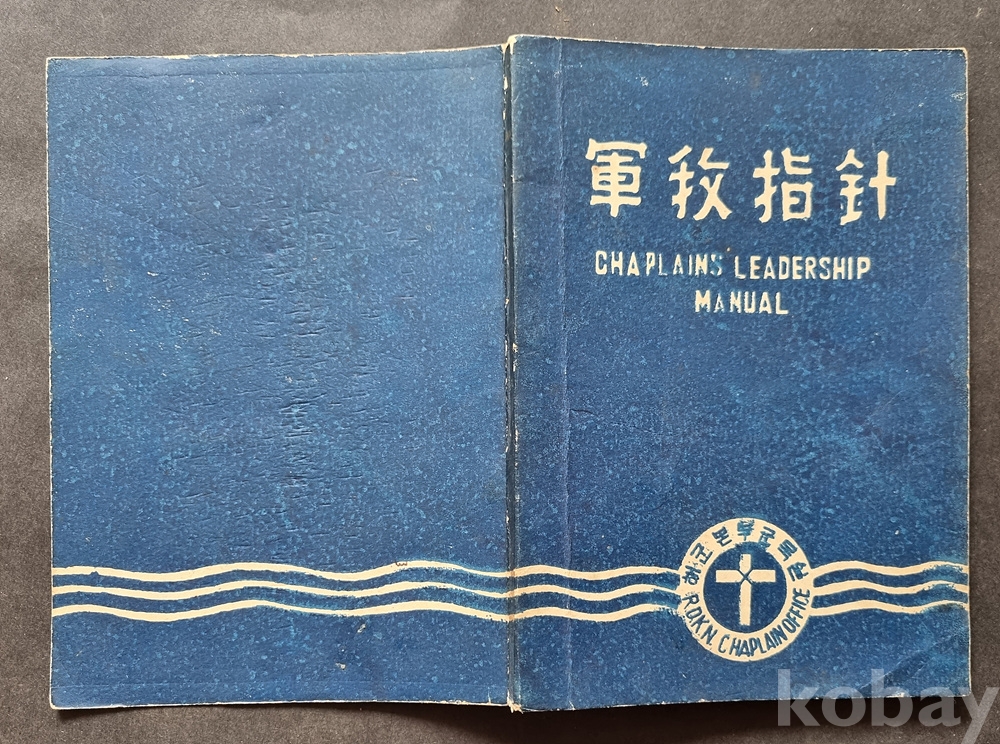 軍牧指針
CHAPLAINS' LEADERSHIP
MANUAL
해군본부군목실
R.O.K.N. CHAPLAIN OFFICE
kobay